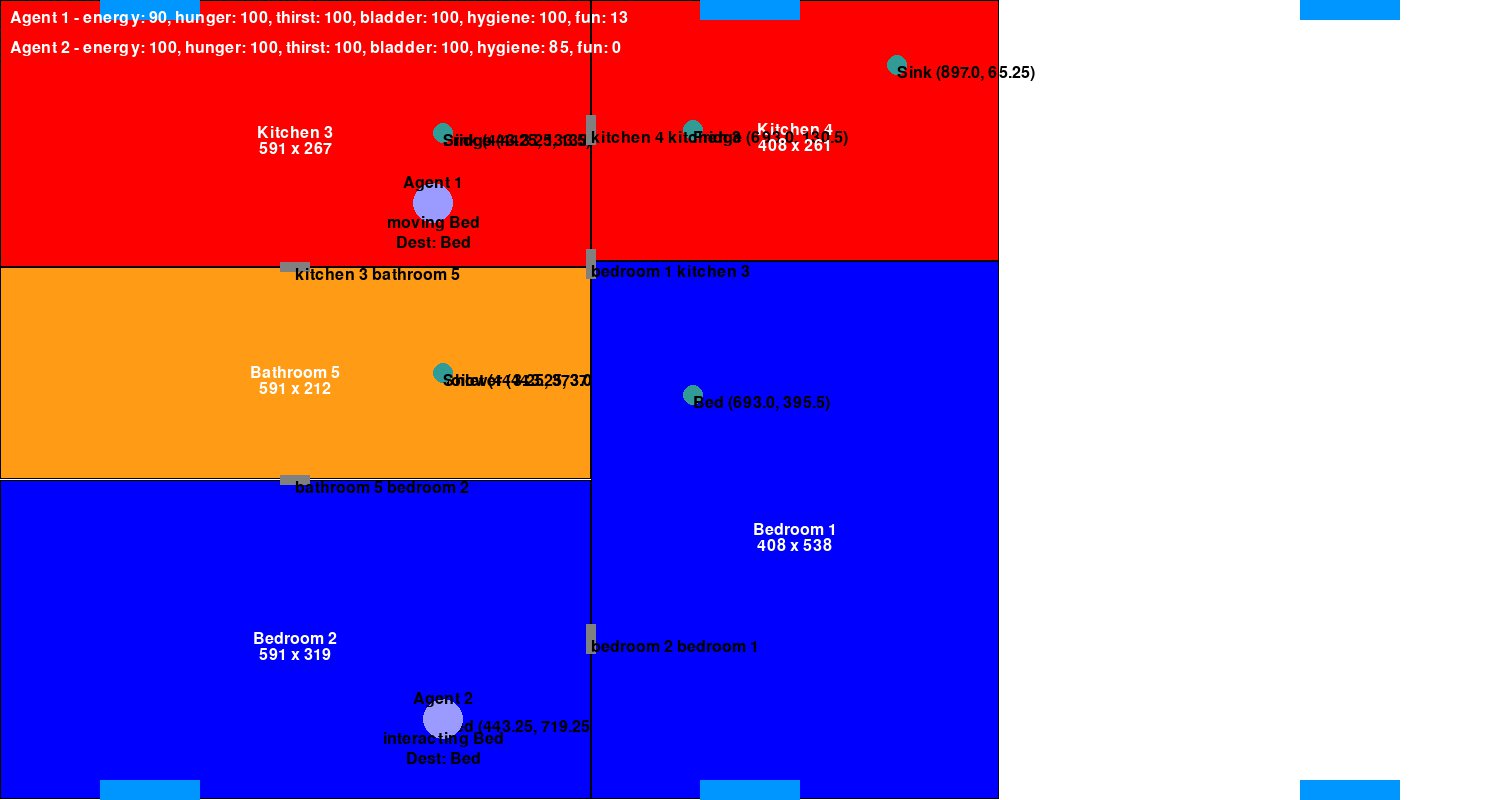 Agent 1 - energy: 90, hunger: 100, thirst: 100, bladder: 100, hygiene: 100, fun: 13
Agent 2 - energy: 100, hunger: 100, thirst: 100, bladder: 100, hygiene: 85, fun: 0
Sink (897.0, 65.25)
Kitchen 3
591 x 267
kitchen 4 kitchen 3
Fridge (693.0, 130.5)
Kitchen 4
408 x 261
Agent 1
moving Bed
Dest: Bed
kitchen 3 bathroom 5
bedroom 1 kitchen 3
Bathroom 5
591 x 212
Bed (693.0, 395.5)
bathroom 5 bedroom 2
Bedroom 1
408 x 538
Bedroom 2
591 x 319
bedroom 2 bedroom 1
Agent 2
(443.25, 719.25
interacting Bed
Dest: Bed